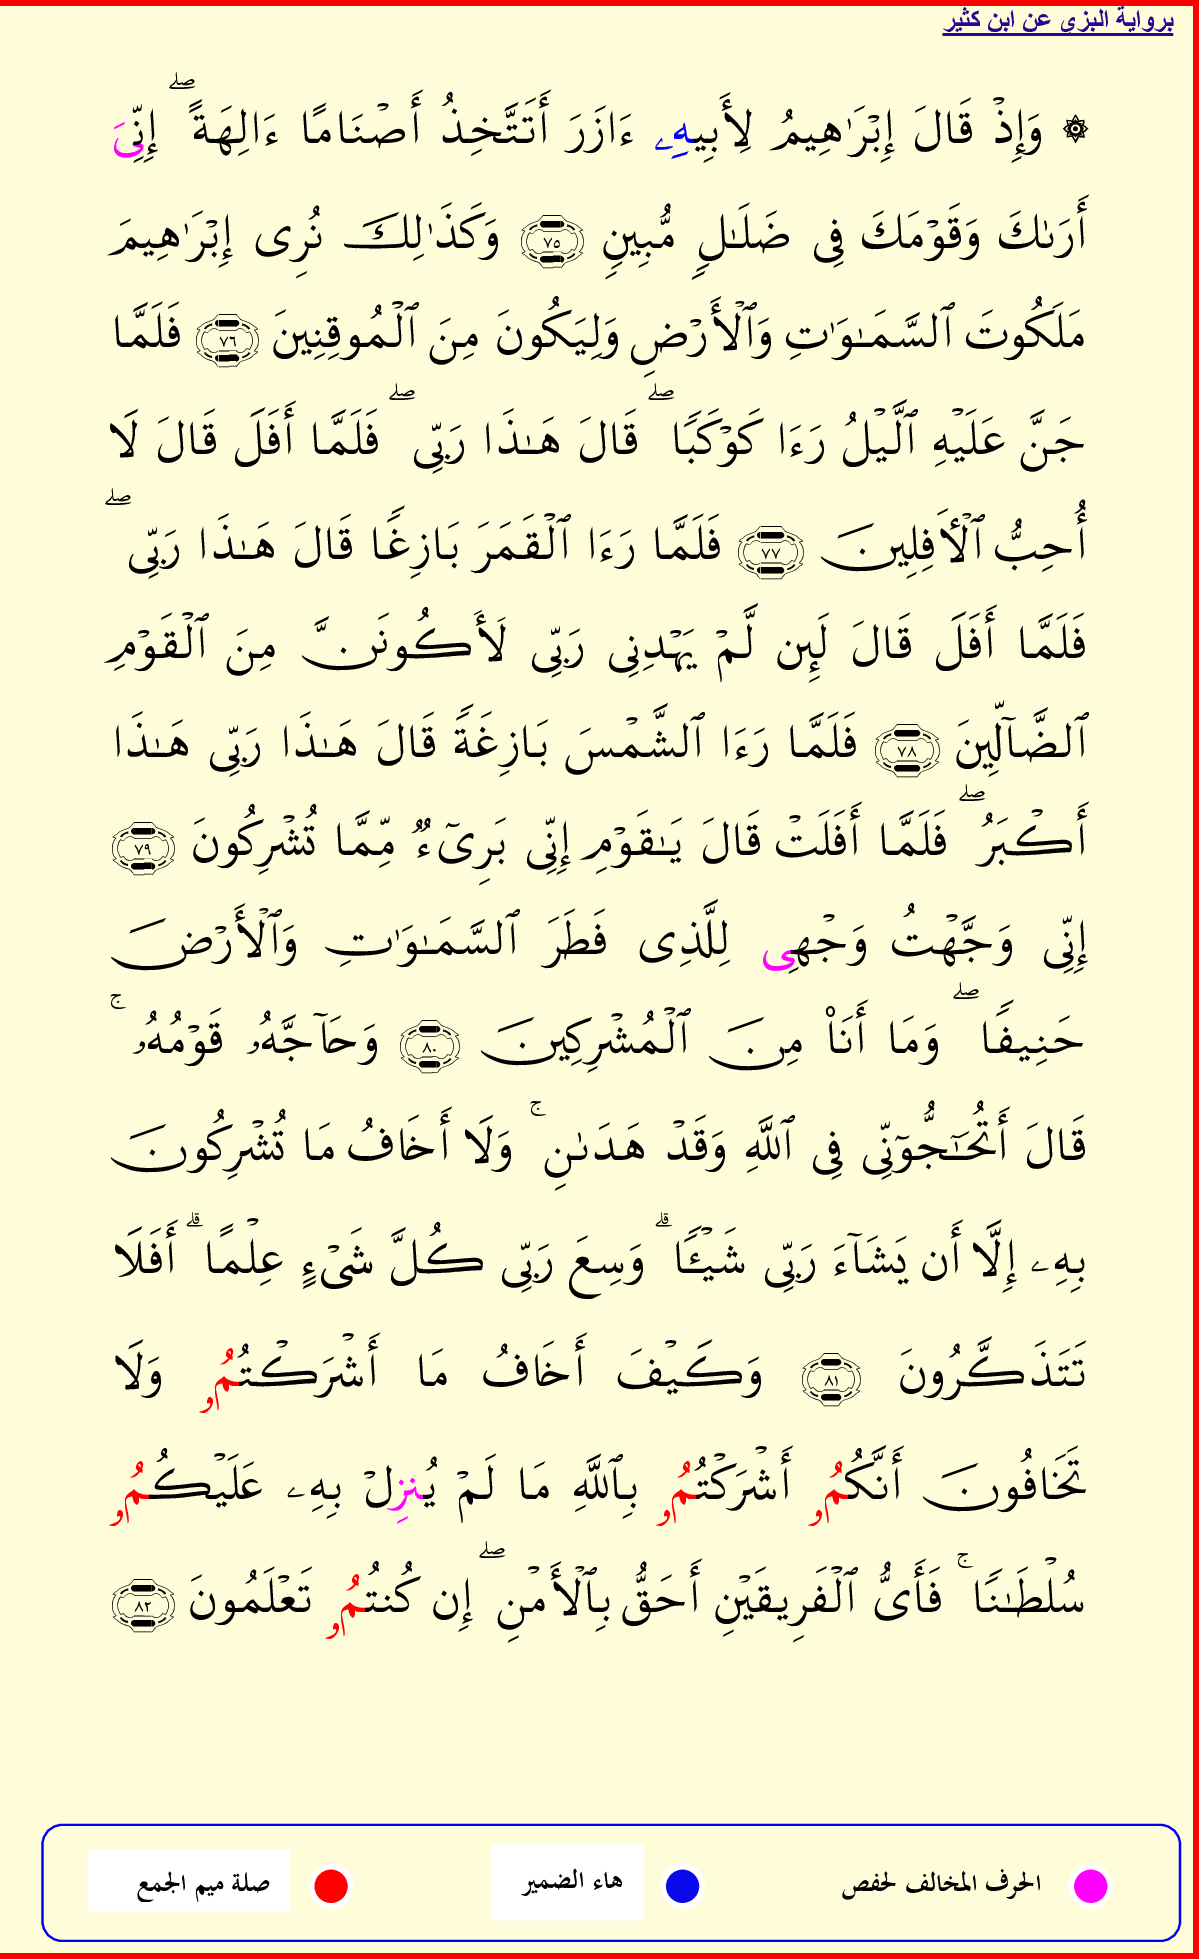 برواية البزي عن ابن كثير
۞ وَإِذْ قَالَ إِبْرَٰهِيمُ لِأَبِيهِۦ ءَازَرَ أَتَتَّخِذُ أَصْنَامًا ءَالِهَةً ۖ إِنِّىَ
أَرَىٰكَ وَقَوْمَكَ فِى ضَلَـٰلٍ مُّبِينٍ ٧٥ وَكَذَٰلِكَ نُرِى إِبْرَٰهِيمَ
مَلَكُوتَ ٱلسَّمَـٰوَٰتِ وَٱلْأَرْضِ وَلِيَكُونَ مِنَ ٱلْمُوقِنِينَ ٧٦ فَلَمَّا
جَنَّ عَلَيْهِ ٱلَّيْلُ رَءَا كَوْكَبًا ۖ قَالَ هَـٰذَا رَبِّى ۖ فَلَمَّا أَفَلَ قَالَ لَا
أُحِبُّ ٱلْأَفِلِينَ ٧٧ فَلَمَّا رَءَا ٱلْقَمَرَ بَازِغًا قَالَ هَـٰذَا رَبِّى ۖ
فَلَمَّا أَفَلَ قَالَ لَئِن لَّمْ يَهْدِنِى رَبِّى لَأَكُونَنَّ مِنَ ٱلْقَوْمِ
ٱلضَّآلِّينَ ٧٨ فَلَمَّا رَءَا ٱلشَّمْسَ بَازِغَةً قَالَ هَـٰذَا رَبِّى هَـٰذَا
أَكْبَرُ ۖ فَلَمَّا أَفَلَتْ قَالَ يَـٰقَوْمِ إِنِّى بَرِىٓءٌ مِّمَّا تُشْرِكُونَ ٧٩
إِنِّى وَجَّهْتُ وَجْهِى لِلَّذِى فَطَرَ ٱلسَّمَـٰوَٰتِ وَٱلْأَرْضَ
حَنِيفًا ۖ وَمَا أَنَا۠ مِنَ ٱلْمُشْرِكِينَ ٨٠ وَحَآجَّهُۥ قَوْمُهُۥ ۚ
قَالَ أَتُحَـٰٓجُّوٓنِّى فِى ٱللَّهِ وَقَدْ هَدَىٰنِ ۚ وَلَا أَخَافُ مَا تُشْرِكُونَ
بِهِۦ إِلَّا أَن يَشَآءَ رَبِّى شَيْـًٔا ۗ وَسِعَ رَبِّى كُلَّ شَىْءٍ عِلْمًا ۗ أَفَلَا
تَتَذَكَّرُونَ ٨١ وَكَيْفَ أَخَافُ مَا أَشْرَكْتُمُۥ وَلَا
تَخَافُونَ أَنَّكُمُۥ أَشْرَكْتُمُۥ بِٱللَّهِ مَا لَمْ يُنزِلْ بِهِۦ عَلَيْكُمُۥ
سُلْطَـٰنًا ۚ فَأَىُّ ٱلْفَرِيقَيْنِ أَحَقُّ بِٱلْأَمْنِ ۖ إِن كُنتُمُۥ تَعْلَمُونَ ٨٢
الحرف المخالف لحفص هاء الضمير صلة ميم الجمع